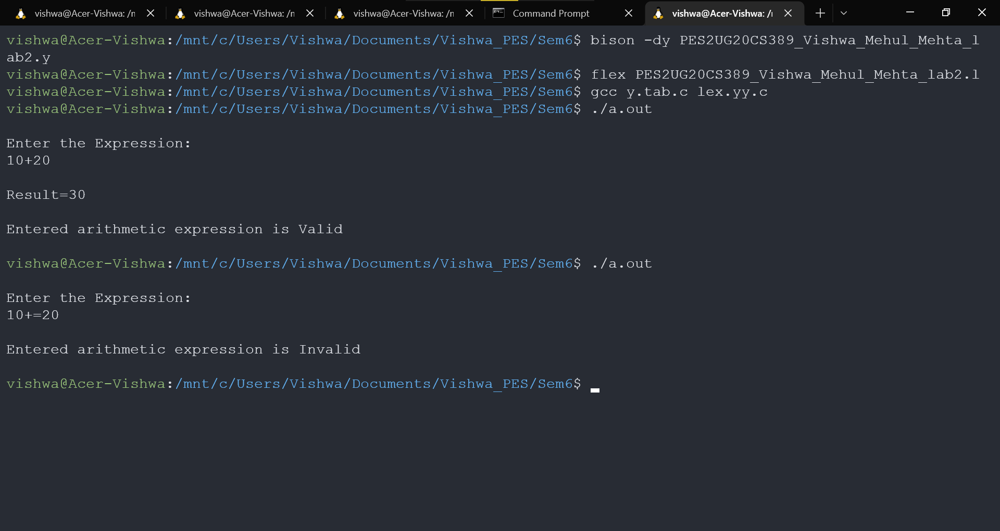 vishwa@Acer-Vishwa: /n
vishwa@Acer-Vishwa: /n
vishwa@Acer-Vishwa: /n
Command Prompt
vishwa@Acer-Vishwa: /
vishwa@Acer-Vishwa:/mnt/c/Users/Vishwa/Documents/Vishwa_PES/Sem6$ bison -dy PES2UG20CS389_Vishwa_Mehul_Mehta_l
ab2.y
vishwa@Acer-Vishwa:/mnt/c/Users/Vishwa/Documents/Vishwa_PES/Sem6$ flex PES2UG20CS389_Vishwa_Mehul_Mehta_lab2.l
vishwa@Acer-Vishwa:/mnt/c/Users/Vishwa/Documents/Vishwa_PES/Sem6$ gcc y.tab.c lex.yy.c
vishwa@Acer-Vishwa:/mnt/c/Users/Vishwa/Documents/Vishwa_PES/Sem6$ ./a.out
Enter the Expression:
10+20
Result=30
Entered arithmetic expression is Valid
vishwa@Acer-Vishwa:/mnt/c/Users/Vishwa/Documents/Vishwa_PES/Sem6$ ./a.out
Enter the Expression:
10+=20
Entered arithmetic expression is Invalid
vishwa@Acer-Vishwa:/mnt/c/Users/Vishwa/Documents/Vishwa_PES/Sem6$